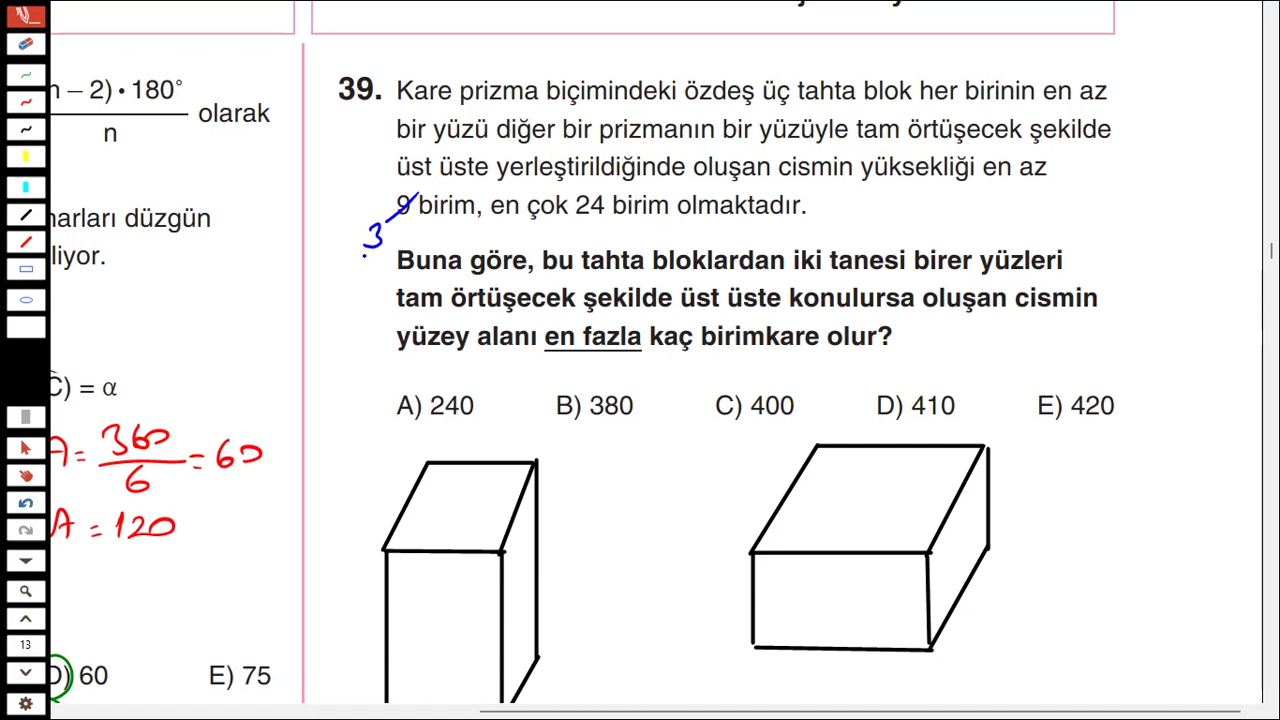 n – 2) • 180°
n
olarak
narları düzgün
liyor.
C) = α
A = 360
6
= 60
A = 120
D) 60 E) 75
39. Kare prizma biçimindeki özdeş üç tahta blok her birinin en az
bir yüzü diğer bir prizmanın bir yüzüyle tam örtüşecek şekilde
üst üste yerleştirildiğinde oluşan cismin yüksekliği en az
9 birim, en çok 24 birim olmaktadır.
3
Buna göre, bu tahta bloklardan iki tanesi birer yüzleri
tam örtüşecek şekilde üst üste konulursa oluşan cismin
yüzey alanı en fazla kaç birimkare olur?
A) 240 B) 380 C) 400 D) 410 E) 420
13